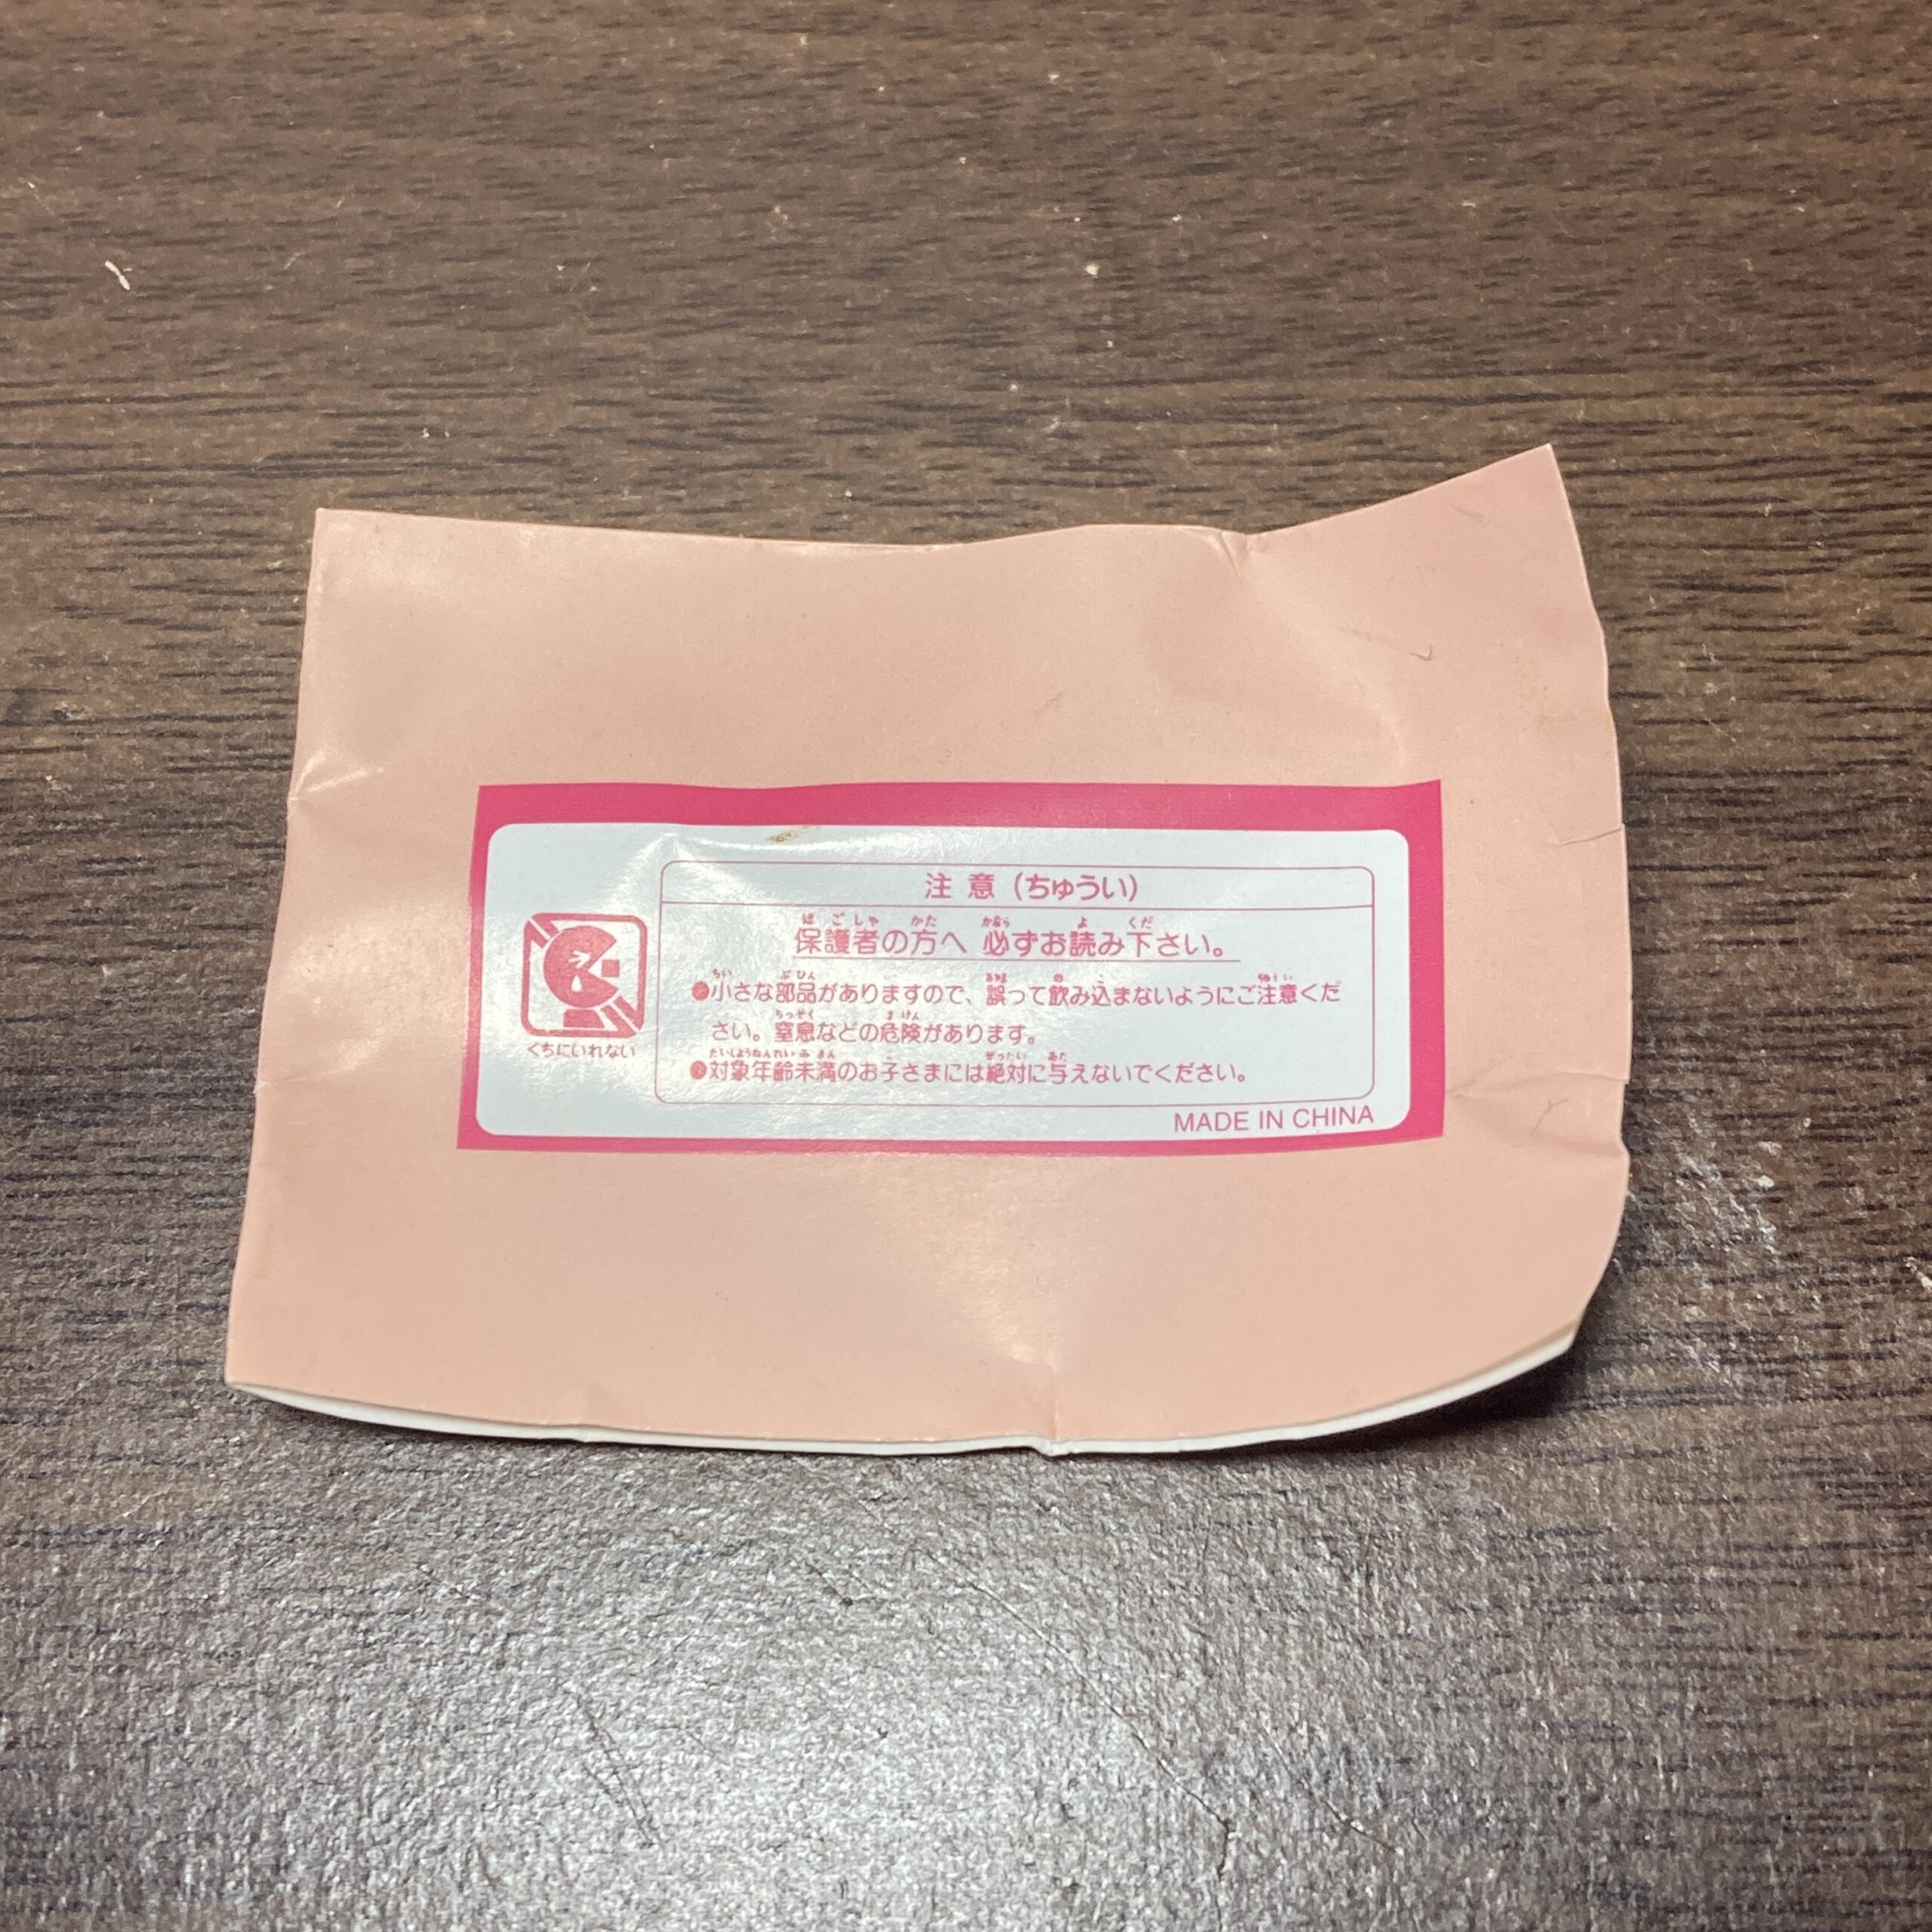 注意(ちゅうい)
保護者の方へ 必ずお読み下さい。
●小さな部品がありますので、誤って飲み込まないようにご注意くだ
さい。窒息などの危険があります。
●対象年齢未満のお子さまには絶対に与えないでください。
くちにいれない
MADE IN CHINA